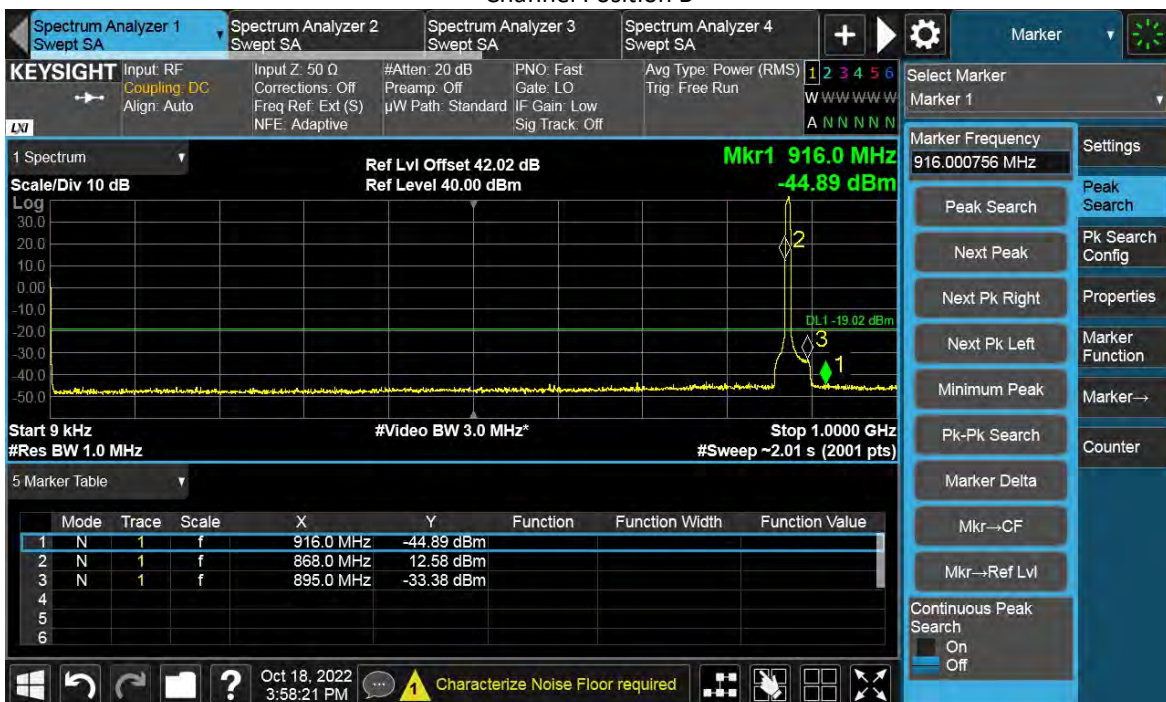 Channel Position B
Spectrum Analyzer 1
Swept SA
Spectrum Analyzer 2
Swept SA
Spectrum Analyzer 3
Swept SA
Spectrum Analyzer 4
Swept SA
Marker
KEYSIGHT
LXI
Input: RF
Coupling: DC
Align: Auto
Input Z: 50 Ω
Corrections: Off
Freq Ref: Ext (S)
NFE: Adaptive
#Atten: 20 dB
Preamp: Off
µW Path: Standard
PNO: Fast
Gate: LO
IF Gain: Low
Sig Track: Off
Avg Type: Power (RMS)
Trig: Free Run
1 2 3 4 5 6
W W W W W W
A N N N N N
Select Marker
Marker 1
1 Spectrum
Scale/Div 10 dB
Log
Ref Lvl Offset 42.02 dB
Ref Level 40.00 dBm
Mkr1 916.0 MHz
-44.89 dBm
30.0
20.0
10.0
0.00
-10.0
-20.0
-30.0
-40.0
-50.0
2
DL1 -19.02 dBm
3
1
Start 9 kHz
#Res BW 1.0 MHz
#Video BW 3.0 MHz*
Stop 1.0000 GHz
#Sweep ~2.01 s (2001 pts)
5 Marker Table
Mode Trace Scale X Y Function Function Width Function Value
1 N 1 f 916.0 MHz -44.89 dBm
2 N 1 f 868.0 MHz 12.58 dBm
3 N 1 f 895.0 MHz -33.38 dBm
4
5
6
Marker Frequency
916.000756 MHz
Peak Search
Next Peak
Next Pk Right
Next Pk Left
Minimum Peak
Pk-Pk Search
Marker Delta
Mkr→CF
Mkr→Ref Lvl
Continuous Peak
Search
On
Off
Settings
Peak
Search
Pk Search
Config
Properties
Marker
Function
Marker→
Counter
?
Oct 18, 2022
3:58:21 PM
1
Characterize Noise Floor required